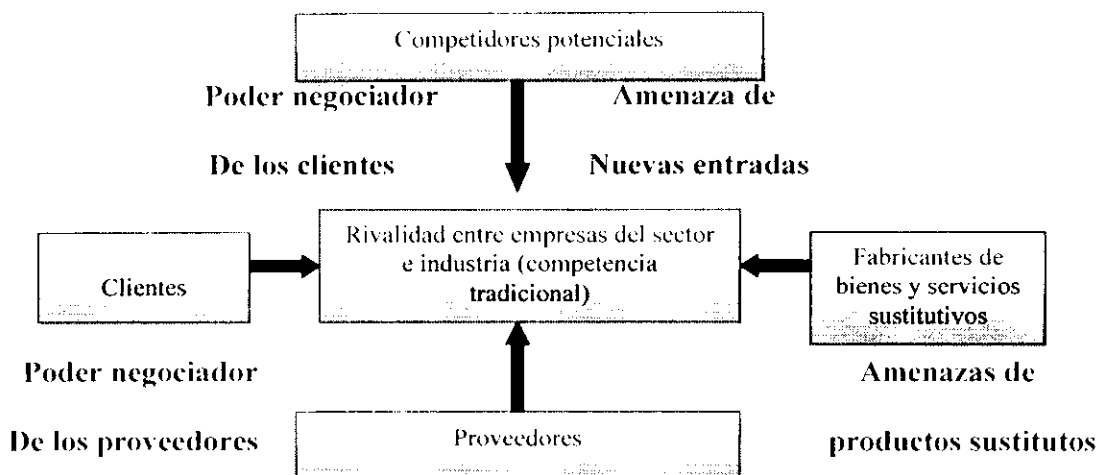 Competidores potenciales
Poder negociador
Amenaza de
De los clientes
Nuevas entradas
Rivalidad entre empresas del sector
e industria (competencia
tradicional)
Clientes
Fabricantes de
bienes y servicios
sustitutivos
Poder negociador
Amenazas de
De los proveedores
Proveedores
productos sustitutos